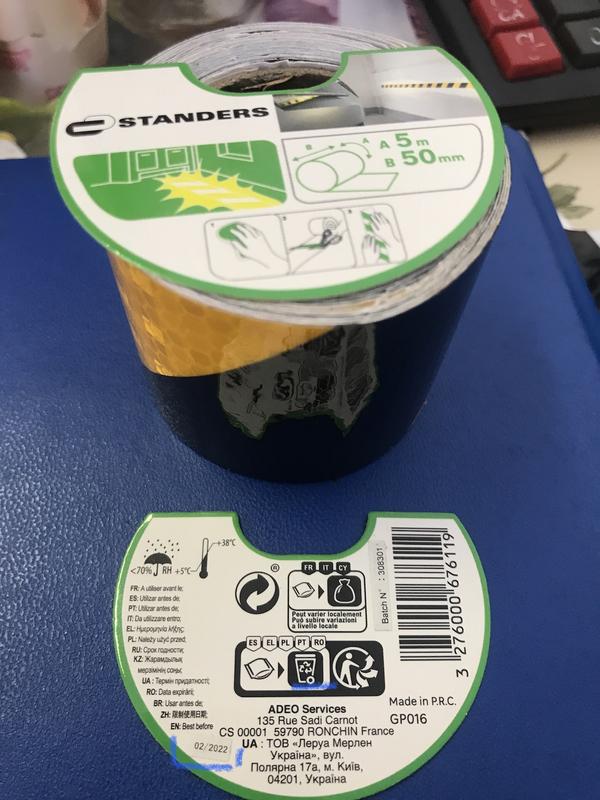 STANDERS
A 5m
B 50mm
B
A
<70% RH +5°C +38°C
FR: A utiliser avant le;
ES: Utilizar antes de;
PT: Utilizar antes de;
IT: Da utilizzare entro;
EL: Ημερομηνία λήξης;
PL: Należy użyć przed;
RU: Срок годности;
KZ: Жарамдылық
мерзімінің соңы;
UA : Термін придатності;
RO: Data expirării;
BR: Usar antes de;
ZH: 限制使用日期;
EN: Best before
02/2022
®
FR IT CY
Peut varier localement
Può subire variazioni
a livello locale
ES EL PL PT RO
Batch N° : 308301
3 276000 676119
Made in P.R.C.
GP016
ADEO Services
135 Rue Sadi Carnot
CS 00001 59790 RONCHIN France
UA : ТОВ «Леруа Мерлен
Україна», вул.
Полярна 17а, м. Київ,
04201, Україна